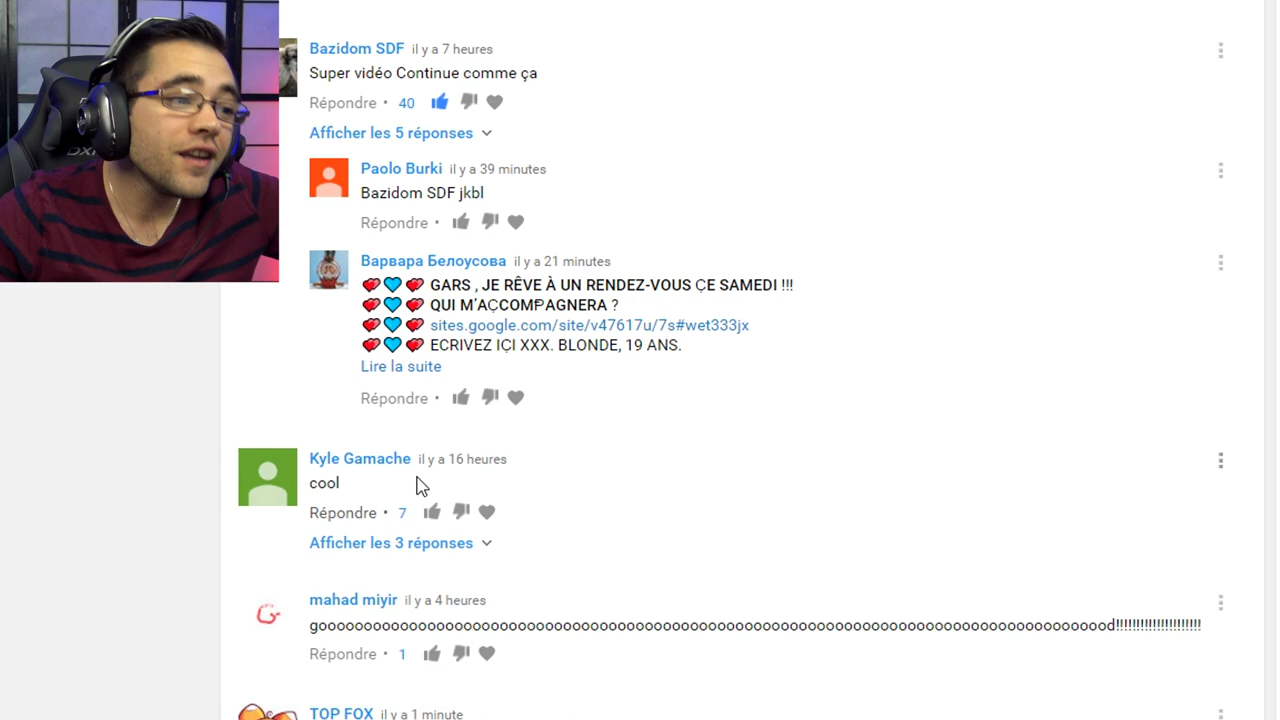 Bazidom SDF il y a 7 heures
Super vidéo Continue comme ça
Répondre • 40
Afficher les 5 réponses
Paolo Burki il y a 39 minutes
Bazidom SDF jkbl
Répondre •
Варвара Белоусова il y a 21 minutes
GARS , JE RÊVE À UN RENDEZ-VOUS ÇE SAMEDI !!!
QUI M'AÇCOMPAGNERA ?
sites.google.com/site/v47617u/7s#wet333jx
ECRIVEZ IÇI XXX. BLONDE, 19 ANS.
Lire la suite
Répondre •
Kyle Gamache il y a 16 heures
cool
Répondre • 7
Afficher les 3 réponses
mahad miyir il y a 4 heures
Répondre • 1
TOP FOX il y a 1 minute